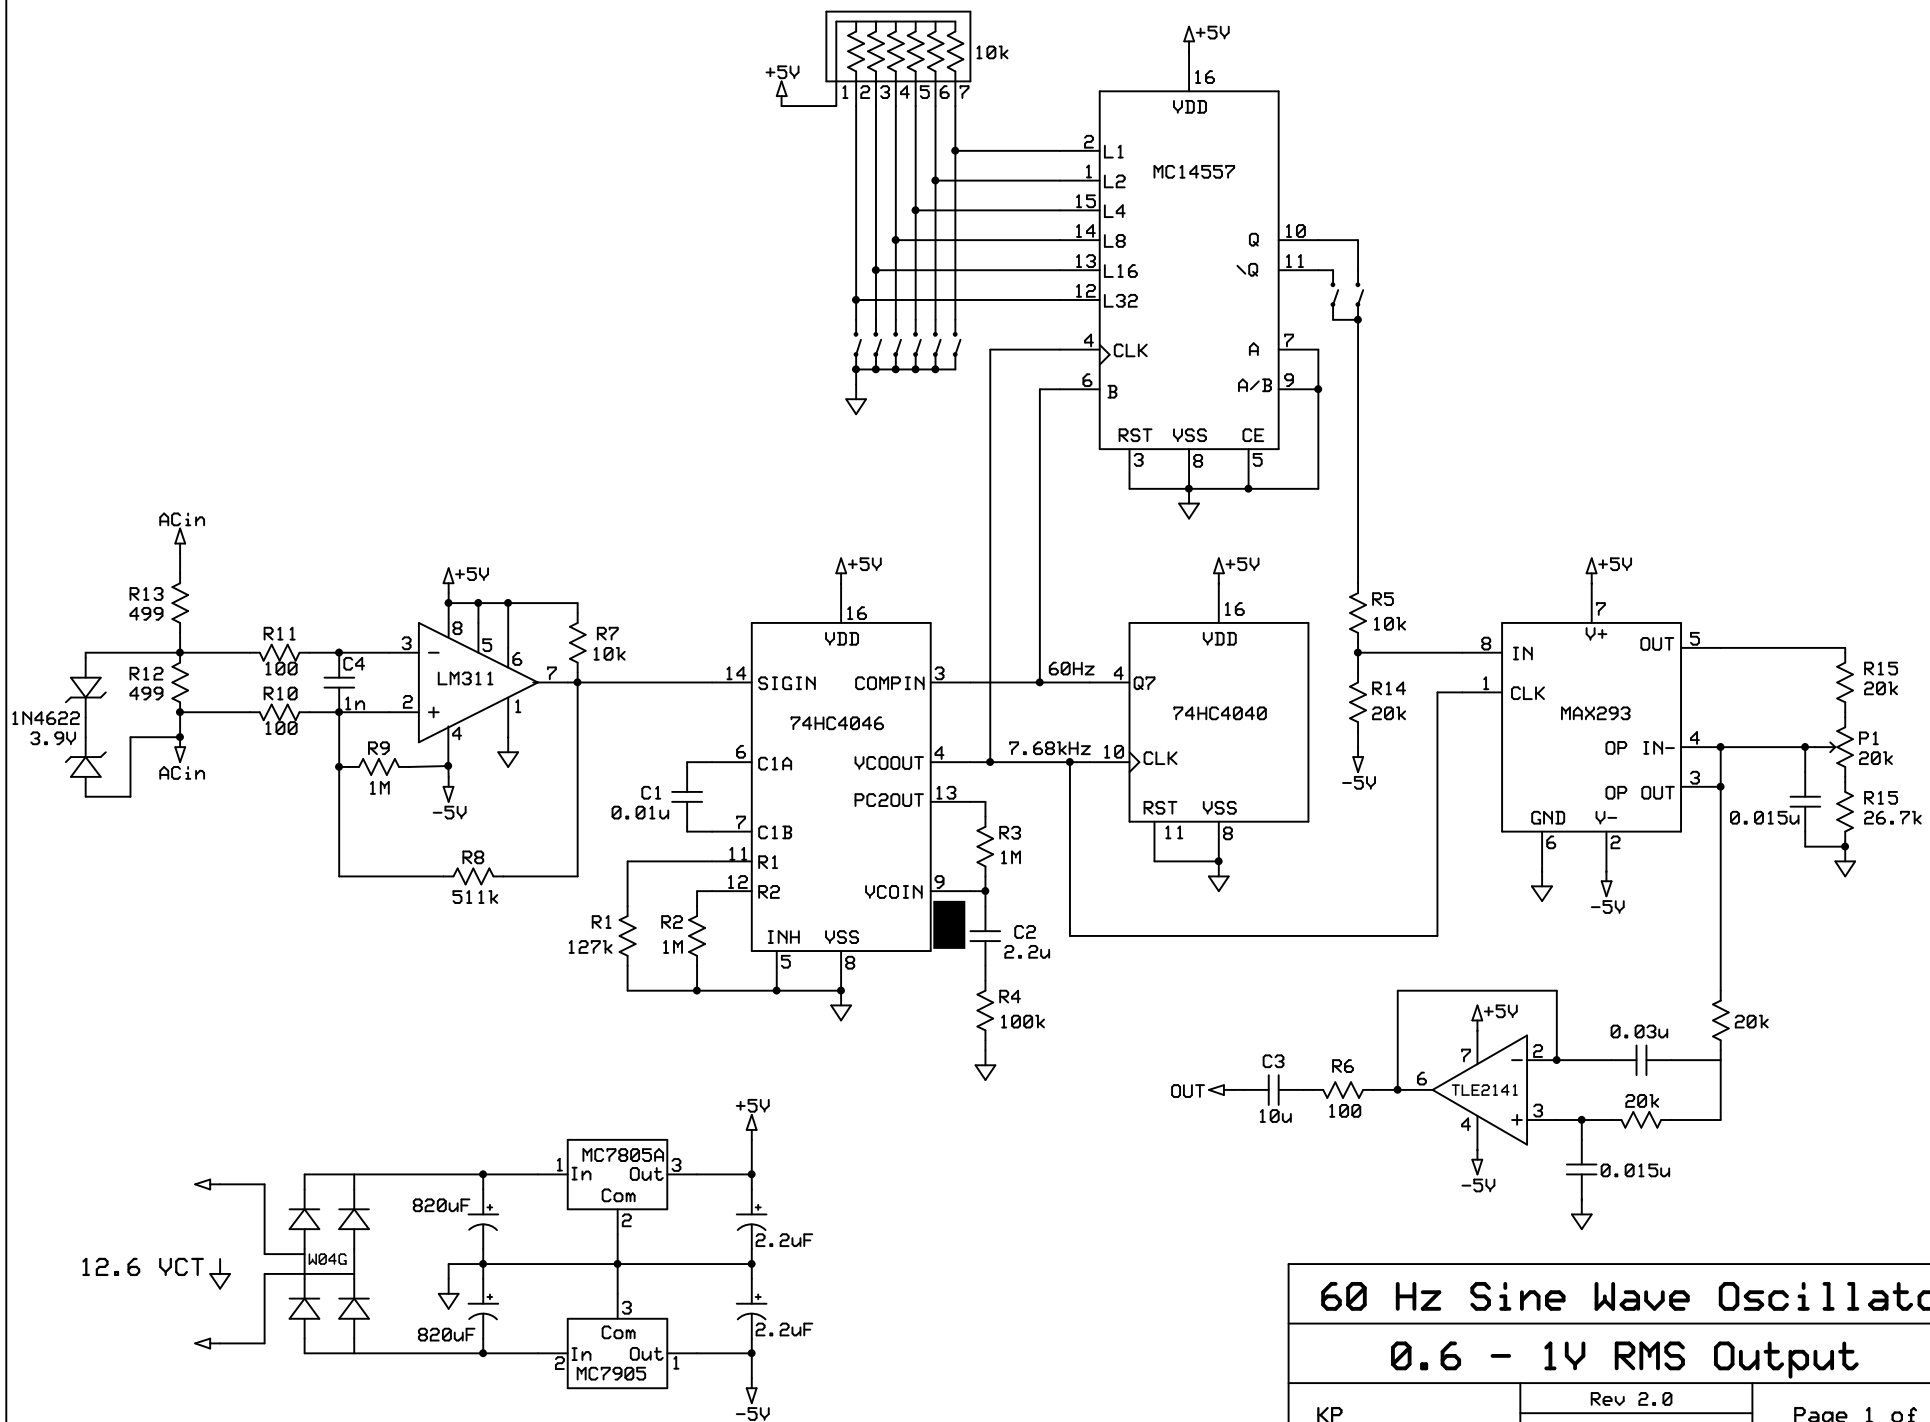 10k
+5V
1 2 3 4 5 6 7
+5V
16
VDD
MC14557
2 L1
1 L2
15 L4
14 L8
13 L16
12 L32
4 CLK
6 B
Q 10
\Q 11
A 7
A/B 9
RST VSS CE
3 8 5
ACin
R13
499
R12
499
ACin
1N4622
3.9V
R11
100
R10
100
C4
1n
+5V
8
5
6
3 -
2 +
LM311
7
1
4
R7
10k
R9
1M
-5V
R8
511k
+5V
16
VDD
14 SIGIN
COMPIN 3
74HC4046
6 C1A
VCOOUT 4
PC2OUT 13
7 C1B
11 R1
12 R2
VCOIN 9
INH VSS
5 8
C1
0.01u
R1
127k
R2
1M
R3
1M
C2
2.2u
R4
100k
60Hz
7.68kHz
+5V
16
VDD
4 Q7
74HC4040
10 CLK
RST VSS
11 8
R5
10k
R14
20k
-5V
+5V
7
V+
8 IN
OUT 5
1 CLK
MAX293
OP IN- 4
OP OUT 3
GND V-
6 2
-5V
R15
20k
P1
20k
0.015u
R15
26.7k
20k
0.03u
+5V
7
- 2
TLE2141
6
+ 3
4
-5V
20k
0.015u
OUT
C3
10u
R6
100
+5V
MC7805A
1 In Out 3
Com
2
820uF
+
+
2.2uF
12.6 VCT
W04G
820uF
+
+
2.2uF
3
Com
2 In Out 1
MC7905
-5V
60 Hz Sine Wave Oscillato
0.6 - 1V RMS Output
KP
Rev 2.0
Page 1 of